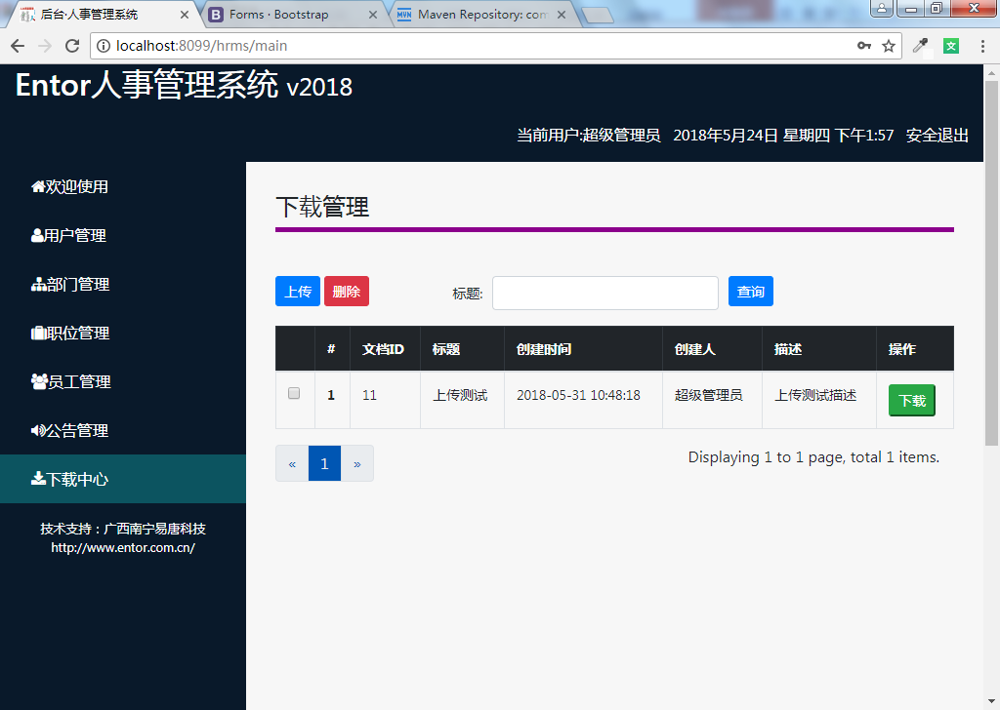 后台·人事管理系统
Forms · Bootstrap
Maven Repository: com
localhost:8099/hrms/main
Entor人事管理系统 v2018
当前用户:超级管理员 2018年5月24日 星期四 下午1:57 安全退出
欢迎使用
用户管理
部门管理
职位管理
员工管理
公告管理
下载中心
技术支持：广西南宁易唐科技
http://www.entor.com.cn/
下载管理
上传 删除 标题: 查询
# 文档ID 标题 创建时间 创建人 描述 操作
1 11 上传测试 2018-05-31 10:48:18 超级管理员 上传测试描述 下载
« 1 » Displaying 1 to 1 page, total 1 items.